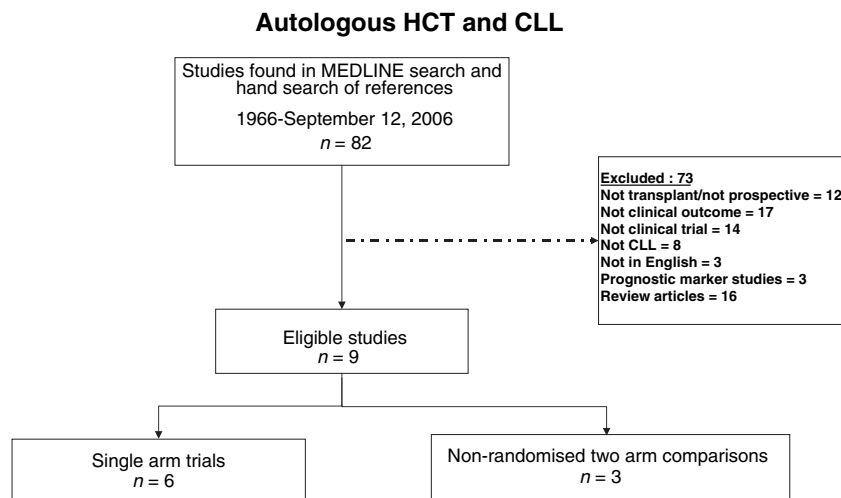 Autologous HCT and CLL
Studies found in MEDLINE search and
hand search of references
1966-September 12, 2006
n = 82
Excluded : 73
Not transplant/not prospective = 12
Not clinical outcome = 17
Not clinical trial = 14
Not CLL = 8
Not in English = 3
Prognostic marker studies = 3
Review articles = 16
Eligible studies
n = 9
Single arm trials
n = 6
Non-randomised two arm comparisons
n = 3